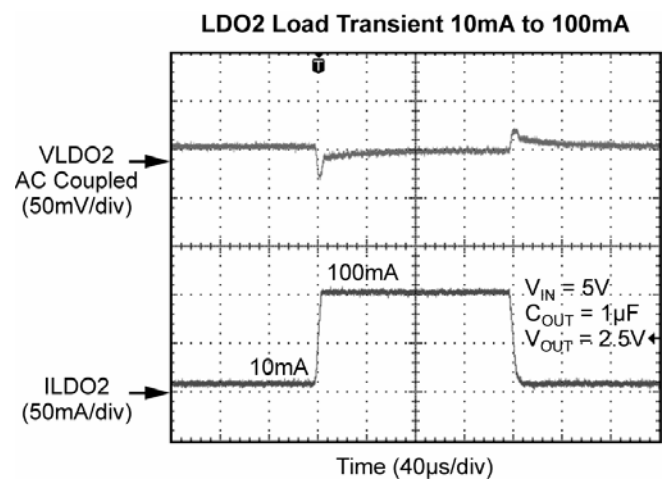 LDO2 Load Transient 10mA to 100mA
T
VLDO2
AC Coupled
(50mV/div)
100mA
V_IN = 5V
C_OUT = 1µF
V_OUT = 2.5V
10mA
ILDO2
(50mA/div)
Time (40µs/div)